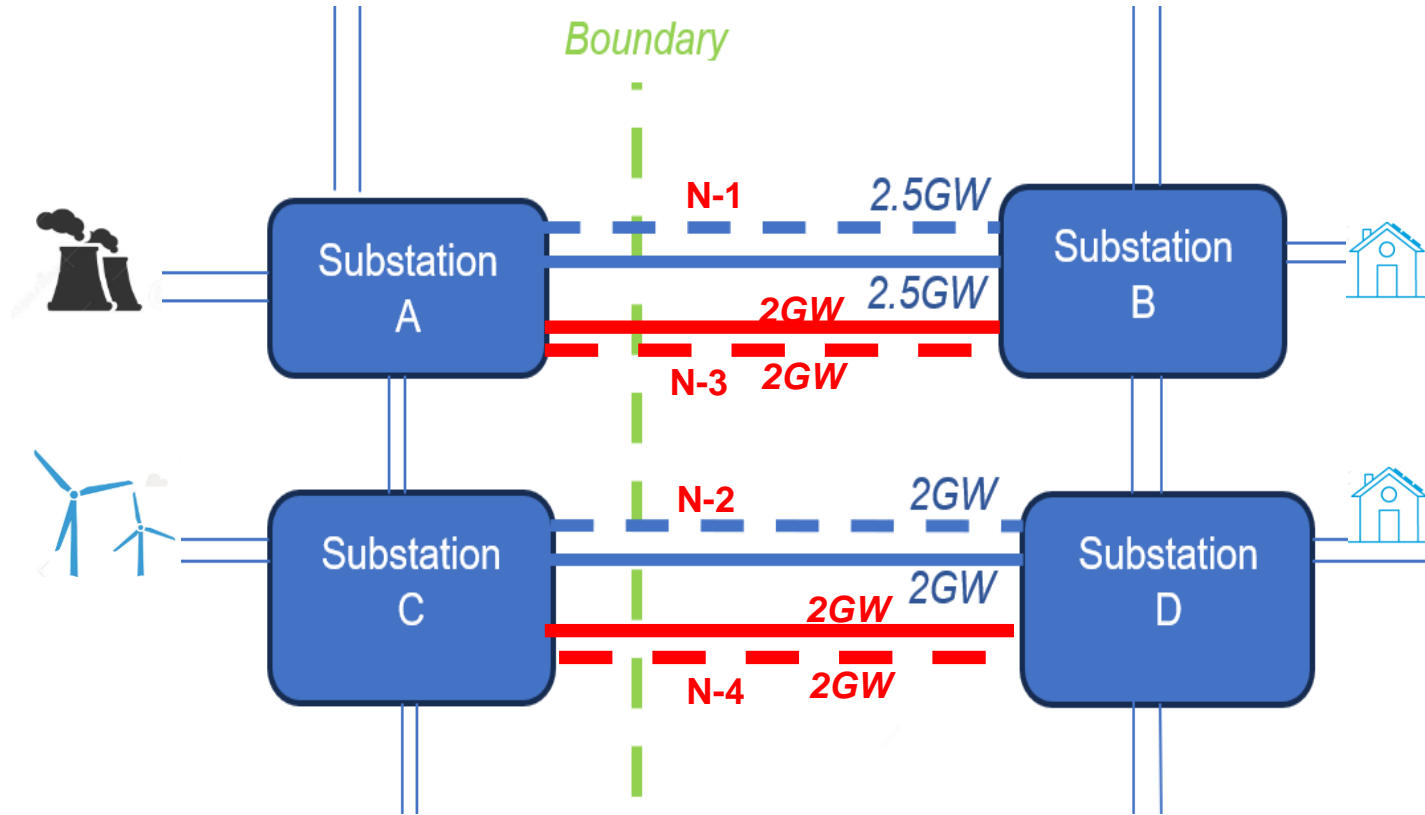 Boundary
N-1
2.5GW
Substation
A
2.5GW
2GW
N-3
2GW
Substation
B
N-2
2GW
Substation
C
2GW
2GW
N-4
2GW
Substation
D